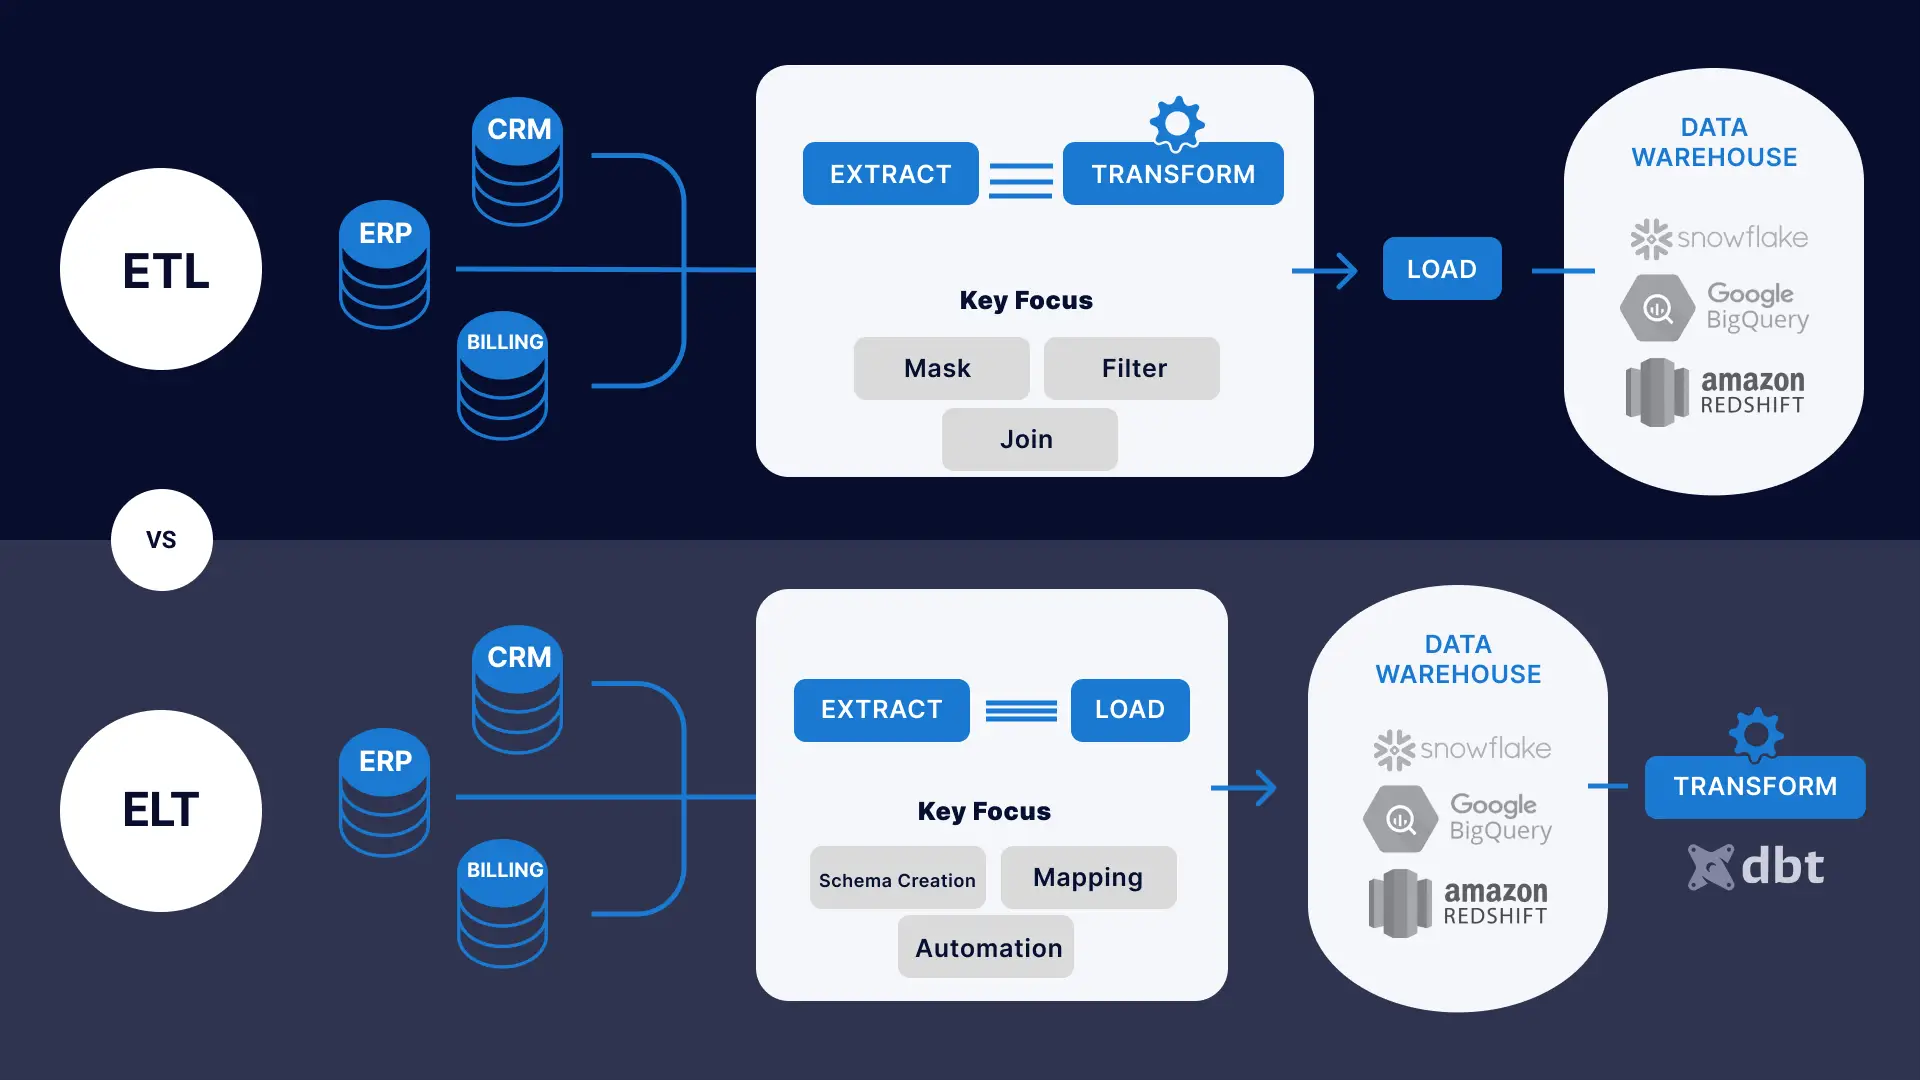 ETL
CRM
ERP
BILLING
EXTRACT
TRANSFORM
Key Focus
Mask
Filter
Join
LOAD
DATA
WAREHOUSE
snowflake
Google
BigQuery
amazon
REDSHIFT
VS
ELT
CRM
ERP
BILLING
EXTRACT
LOAD
Key Focus
Schema Creation
Mapping
Automation
DATA
WAREHOUSE
snowflake
Google
BigQuery
amazon
REDSHIFT
TRANSFORM
dbt